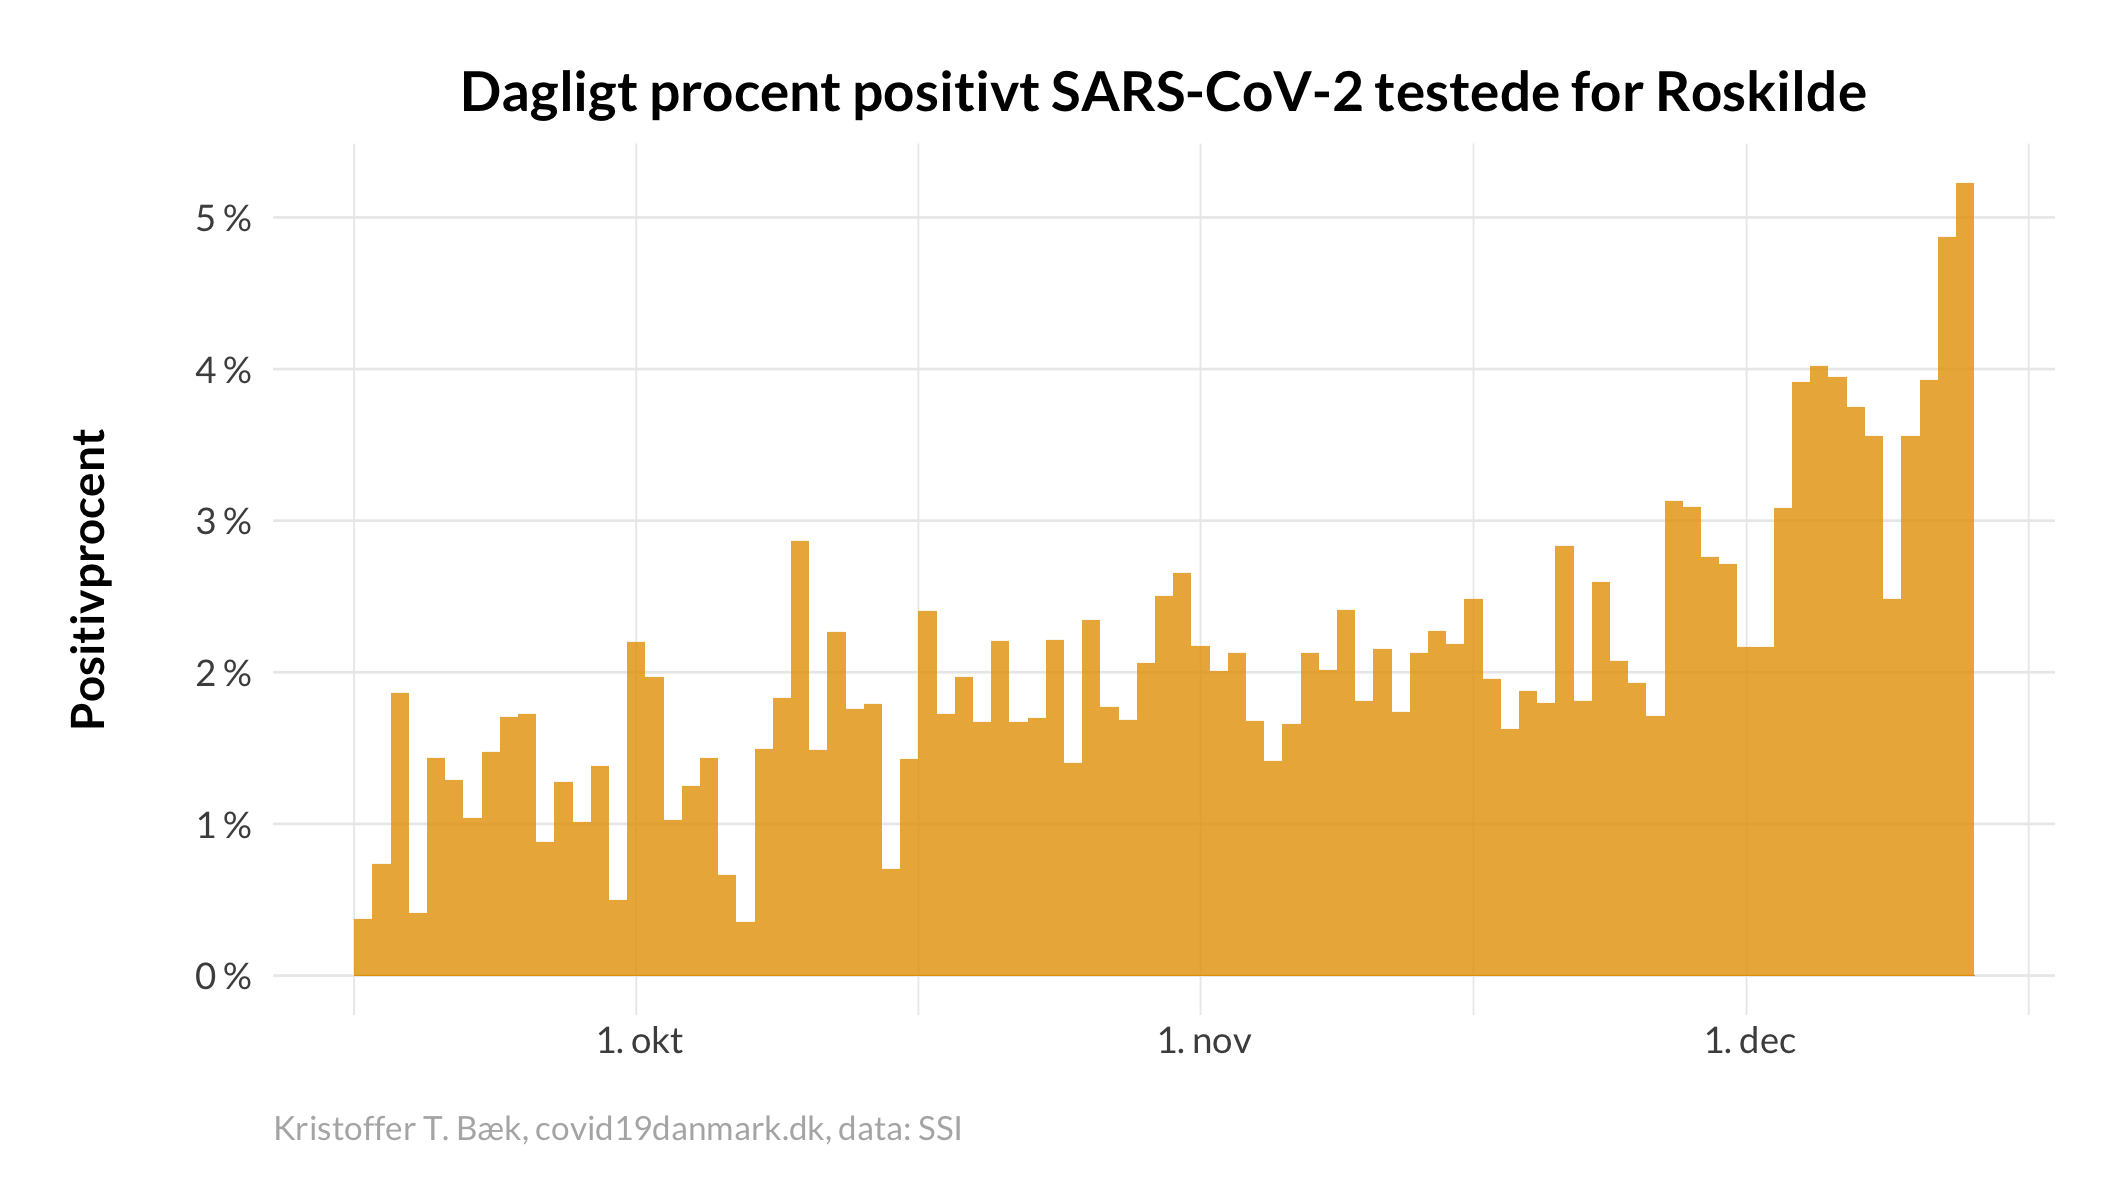 Dagligt procent positivt SARS-CoV-2 testede for Roskilde
Positivprocent
5 %
4 %
3 %
2 %
1 %
0 %
1. okt
1. nov
1. dec
Kristoffer T. Bæk, covid19danmark.dk, data: SSI